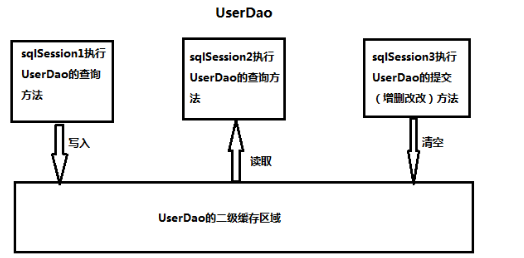 UserDao
sqlSession1执行
UserDao的查询
方法
sqlSession2执行
UserDao的查询方
法
sqlSession3执行
UserDao的提交
（增删改改）方法
写入
读取
清空
UserDao的二级缓存区域